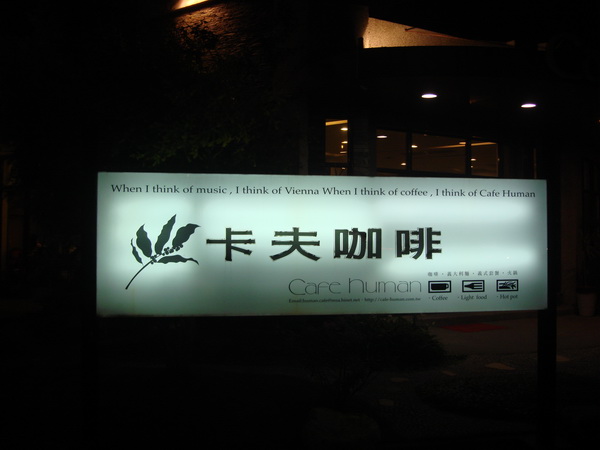 When I think of music , I think of Vienna When I think of coffee , I think of Cafe Human
卡夫咖啡
Cafe human
· Coffee · Light food · Hot pot